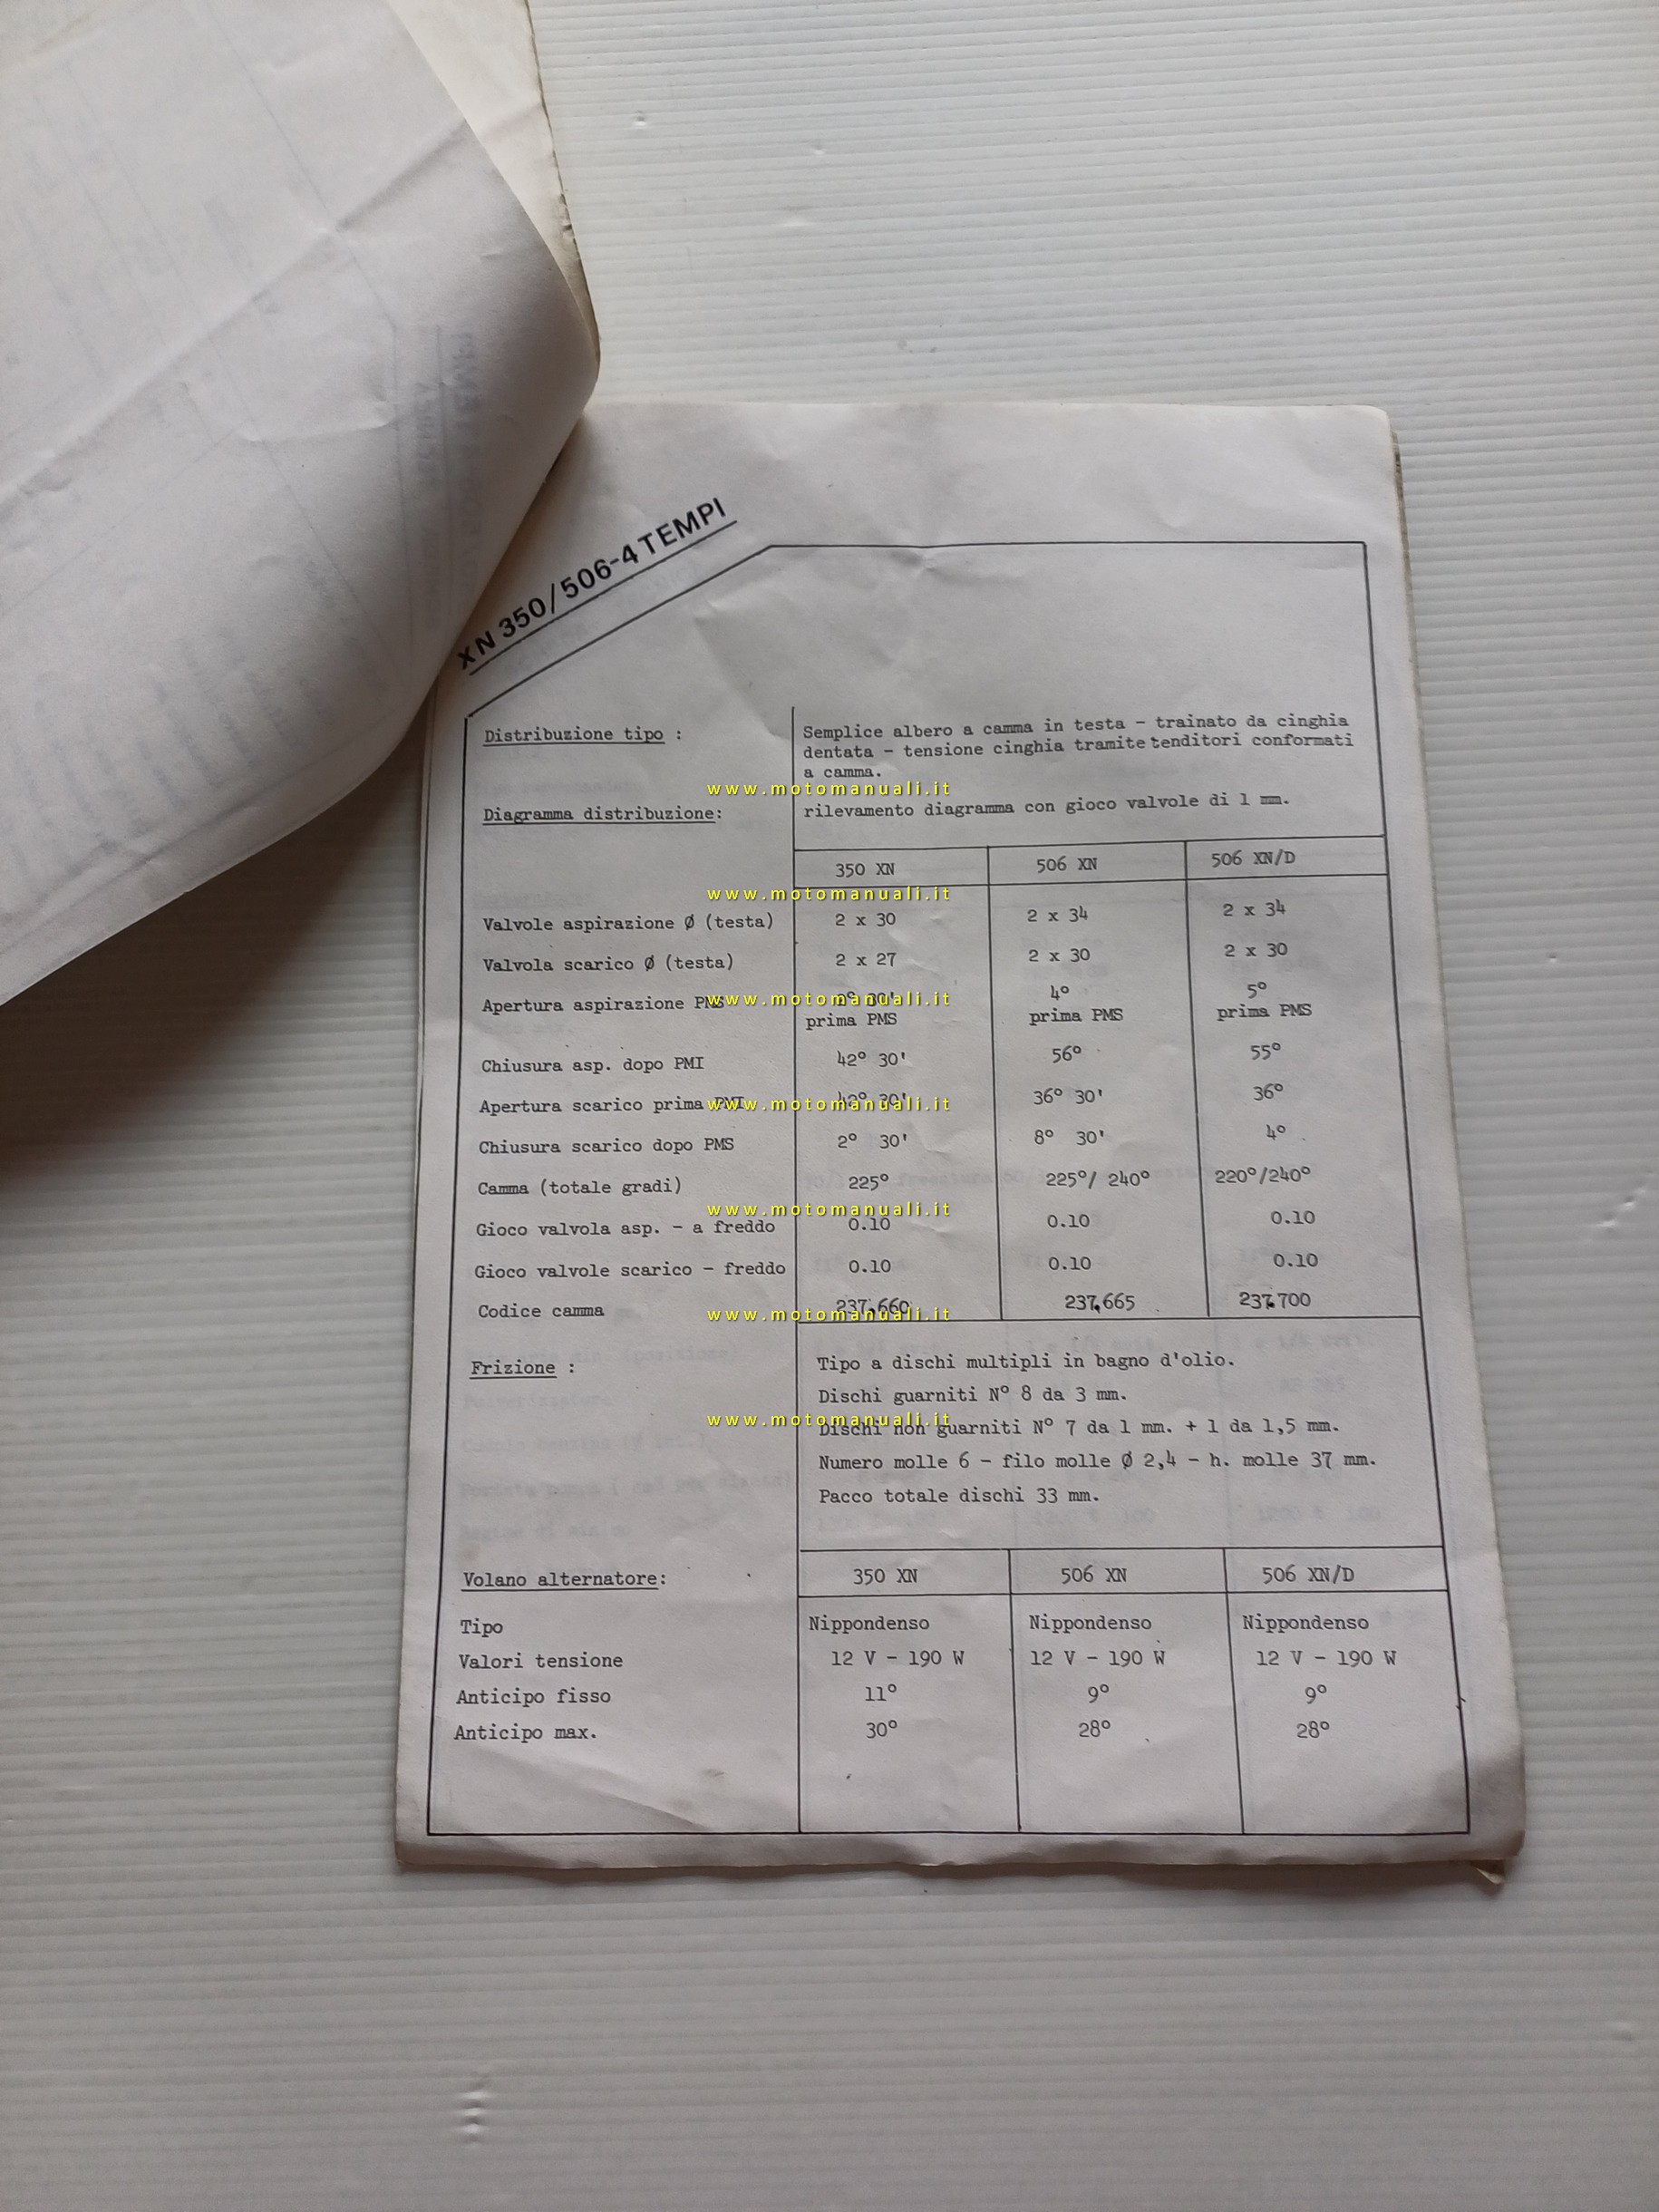 XN 350/506-4 TEMPI
Distribuzione tipo :
Semplice albero a camma in testa - trainato da cinghia
dentata - tensione cinghia tramite tenditori conformati
a camma.
www.motomanuali.it
Diagramma distribuzione:
rilevamento diagramma con gioco valvole di 1 mm.
350 XN 506 XN 506 XN/D
www.motomanuali.it
Valvole aspirazione Ø (testa) 2 x 30 2 x 34 2 x 34
Valvola scarico Ø (testa) 2 x 27 2 x 30 2 x 30
Apertura aspirazione PMS 4° 5°
www.motomanuali.it
prima PMS prima PMS prima PMS
Chiusura asp. dopo PMI 42° 30' 56° 55°
Apertura scarico prima PMI 42° 30' 36° 30' 36°
www.motomanuali.it
Chiusura scarico dopo PMS 2° 30' 8° 30' 4°
Camma (totale gradi) 225° 225°/ 240° 220°/240°
www.motomanuali.it
Gioco valvola asp. - a freddo 0.10 0.10 0.10
Gioco valvole scarico - freddo 0.10 0.10 0.10
Codice camma 237.660 237.665 237.700
www.motomanuali.it
Frizione :
Tipo a dischi multipli in bagno d'olio.
Dischi guarniti N° 8 da 3 mm.
www.motomanuali.it
Dischi non guarniti N° 7 da 1 mm. + 1 da 1,5 mm.
Numero molle 6 - filo molle Ø 2,4 - h. molle 37 mm.
Pacco totale dischi 33 mm.
Volano alternatore: 350 XN 506 XN 506 XN/D
Tipo Nippondenso Nippondenso Nippondenso
Valori tensione 12 V - 190 W 12 V - 190 W 12 V - 190 W
Anticipo fisso 11° 9° 9°
Anticipo max. 30° 28° 28°